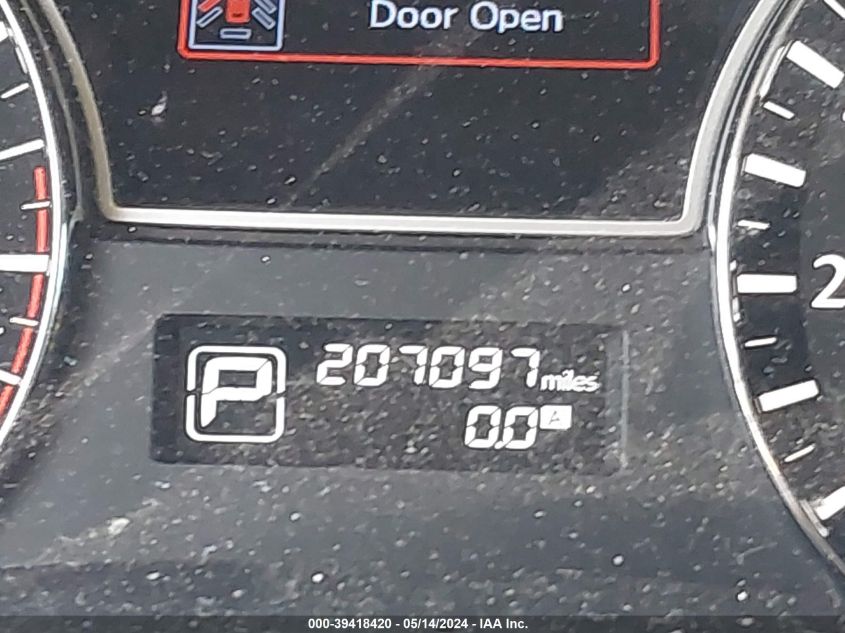 Door Open
2
P
207097 miles
0.0 A
000-39418420 - 05/14/2024 - IAA Inc.